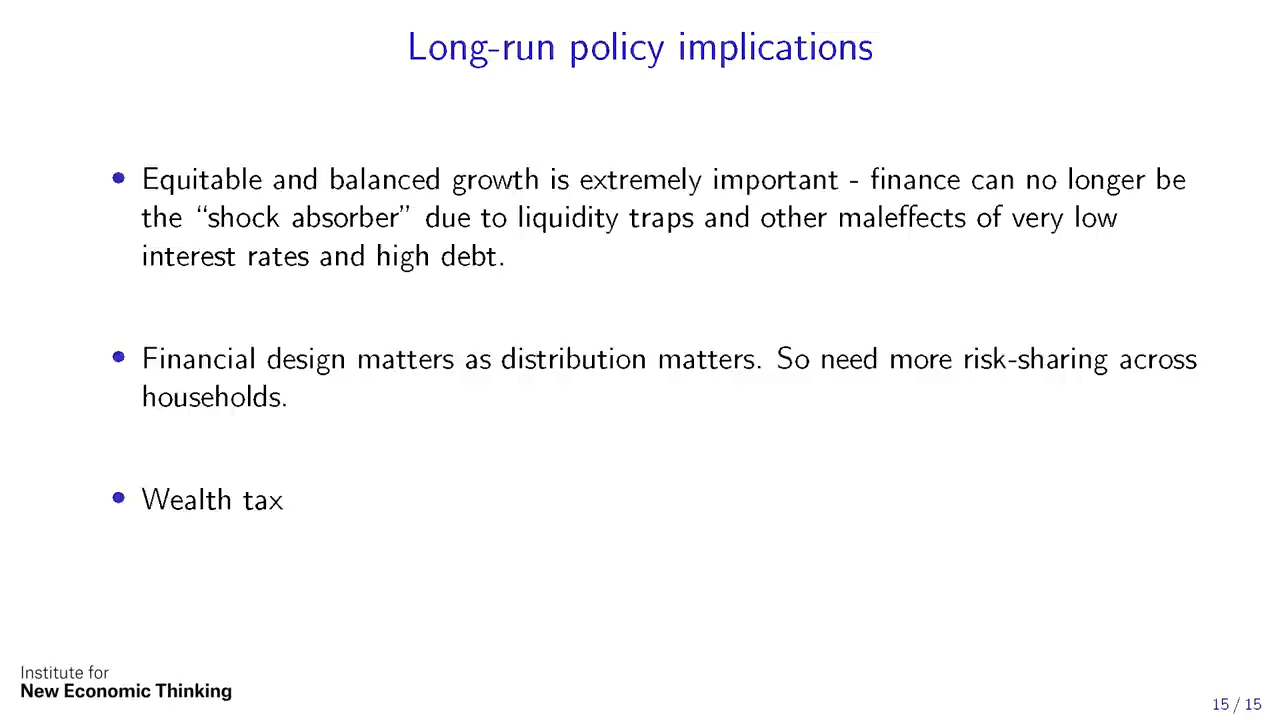 Long-run policy implications
• Equitable and balanced growth is extremely important - finance can no longer be
the “shock absorber” due to liquidity traps and other maleffects of very low
interest rates and high debt.
• Financial design matters as distribution matters. So need more risk-sharing across
households.
• Wealth tax
Institute for
New Economic Thinking
15 / 15